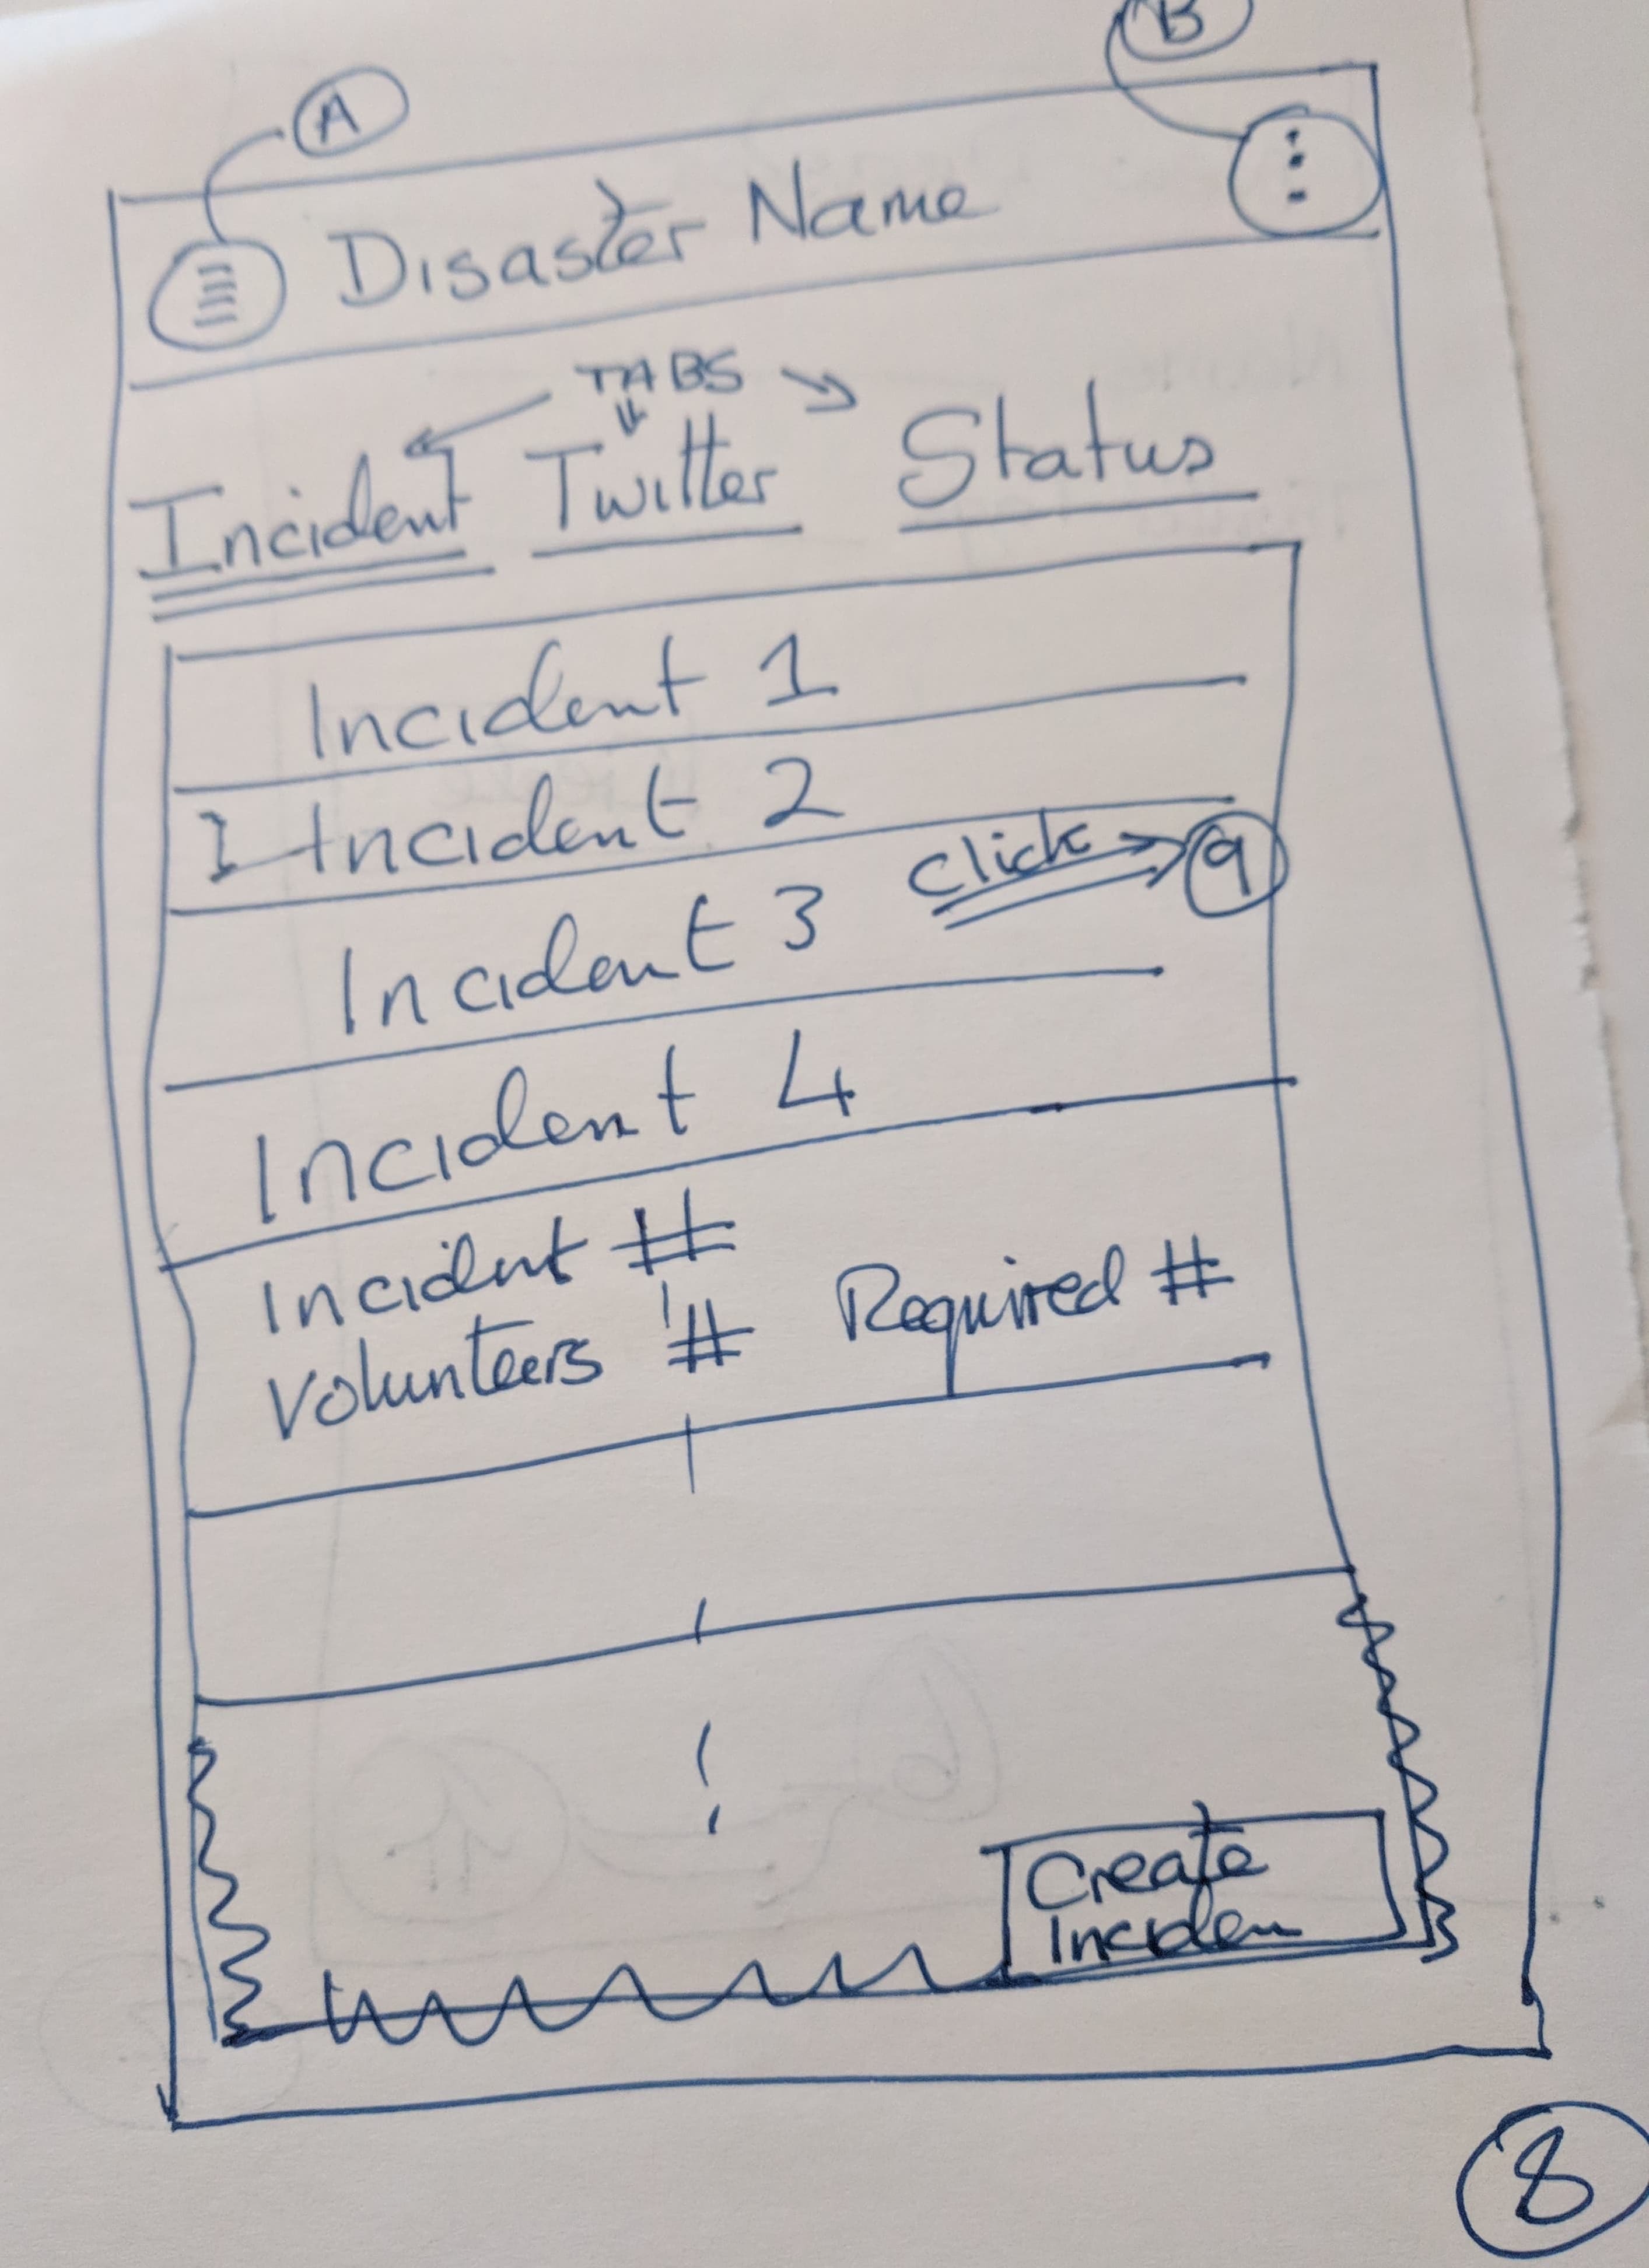 A
B
Disaster Name
TABS
Incident Twitter Status
Incident 1
I Incident 2
click 9
Incident 3
Incident 4
Incident #
Volunteers # Required #
Create
Inciden
8